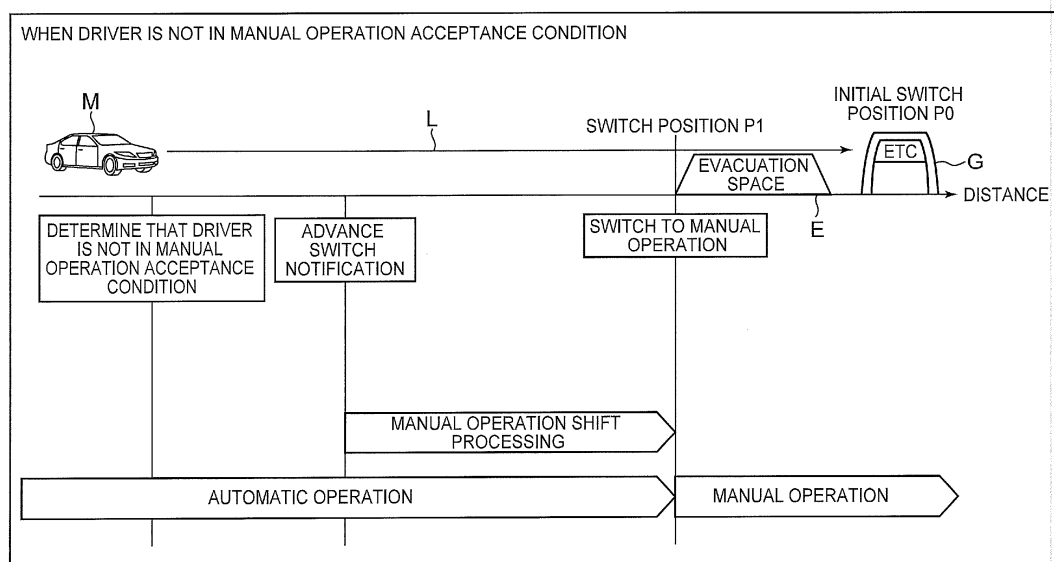 WHEN DRIVER IS NOT IN MANUAL OPERATION ACCEPTANCE CONDITION
M
L
SWITCH POSITION P1
INITIAL SWITCH
POSITION P0
ETC
G
EVACUATION
SPACE
DISTANCE
E
DETERMINE THAT DRIVER
IS NOT IN MANUAL
OPERATION ACCEPTANCE
CONDITION
ADVANCE
SWITCH
NOTIFICATION
SWITCH TO MANUAL
OPERATION
MANUAL OPERATION SHIFT
PROCESSING
AUTOMATIC OPERATION
MANUAL OPERATION